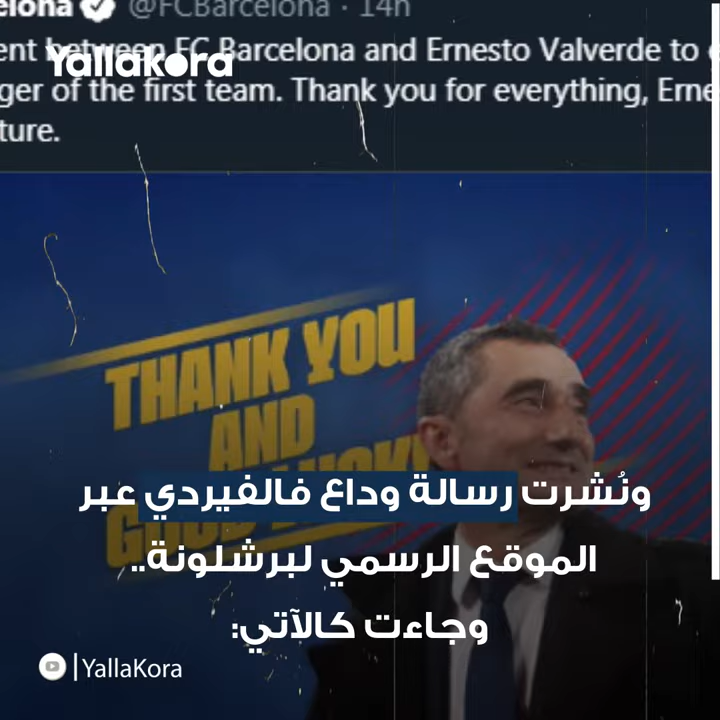 elona @FCBarcelona · 14h
ent between FC Barcelona and Ernesto Valverde to
Yallakora
ger of the first team. Thank you for everything, Erne
ture.
THANK YOU
AND
ونُشرت رسالة وداع فالفيردي عبر
الموقع الرسمي لبرشلونة..
وجاءت كالآتي:
YallaKora